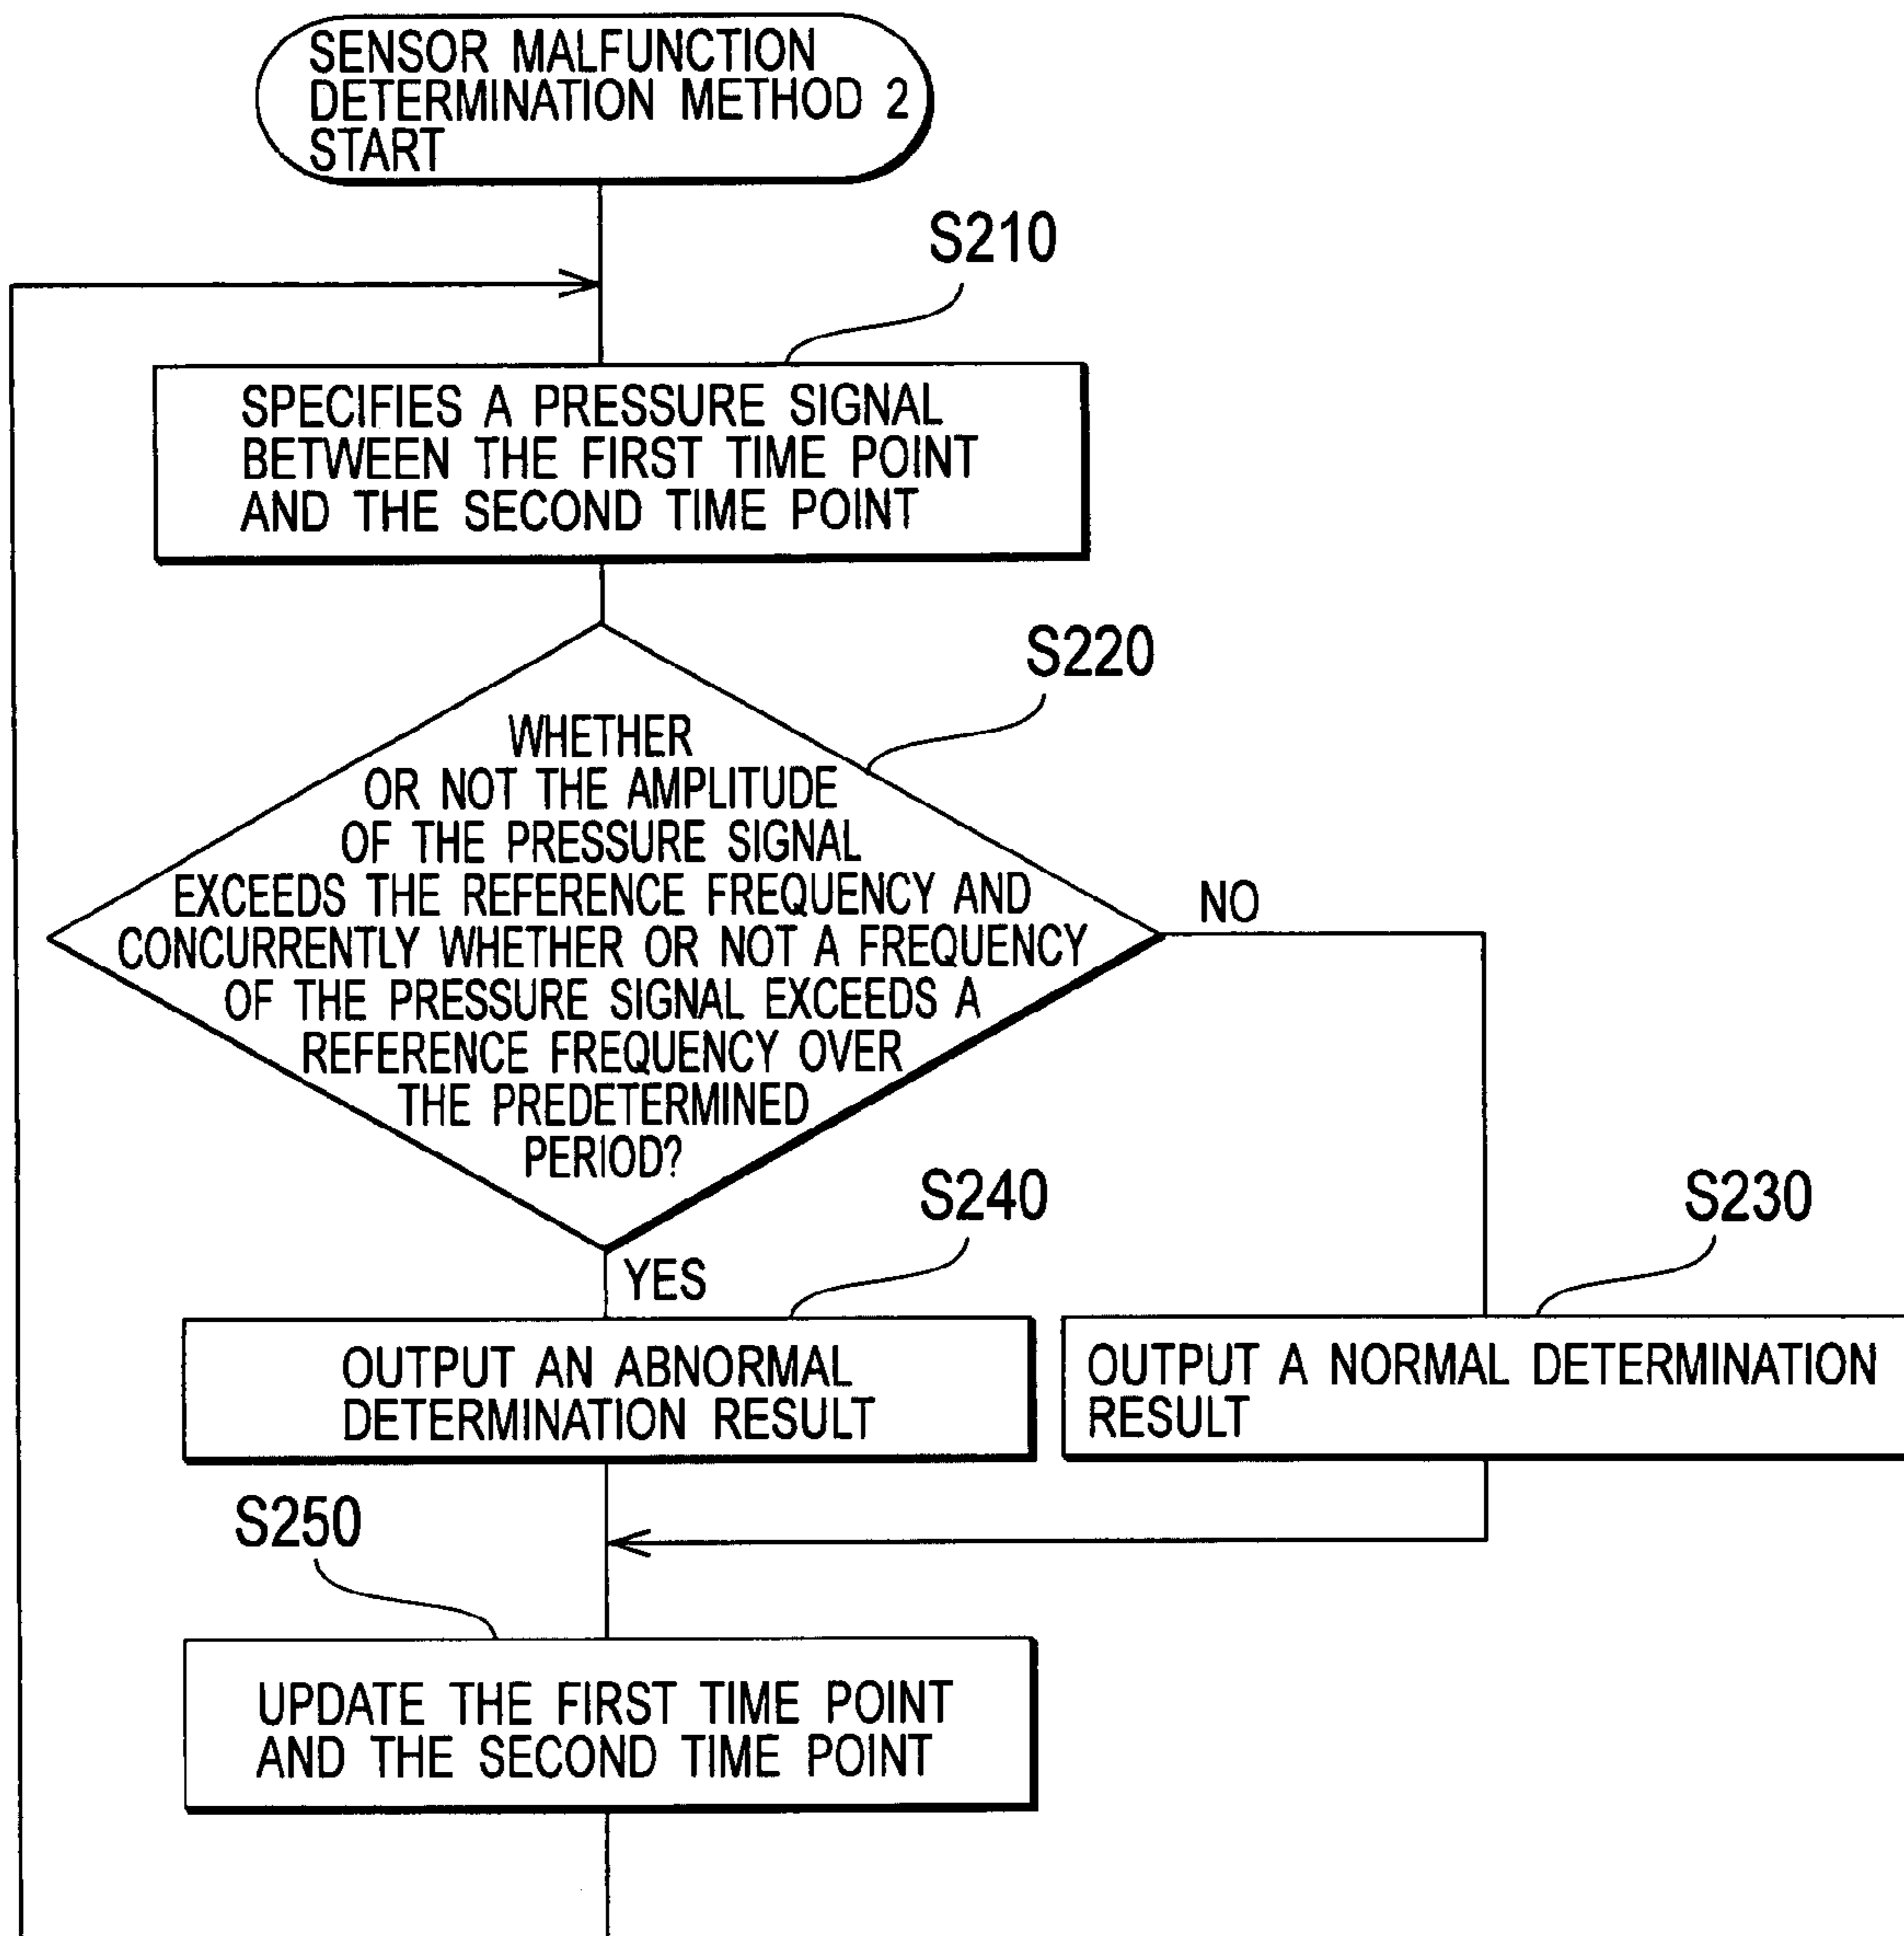 SENSOR MALFUNCTION
DETERMINATION METHOD 2
START
S210
SPECIFIES A PRESSURE SIGNAL
BETWEEN THE FIRST TIME POINT
AND THE SECOND TIME POINT
S220
WHETHER
OR NOT THE AMPLITUDE
OF THE PRESSURE SIGNAL
EXCEEDS THE REFERENCE FREQUENCY AND
CONCURRENTLY WHETHER OR NOT A FREQUENCY
OF THE PRESSURE SIGNAL EXCEEDS A
REFERENCE FREQUENCY OVER
THE PREDETERMINED
PERIOD?
NO
YES
S240
OUTPUT AN ABNORMAL
DETERMINATION RESULT
S230
OUTPUT A NORMAL DETERMINATION
RESULT
S250
UPDATE THE FIRST TIME POINT
AND THE SECOND TIME POINT